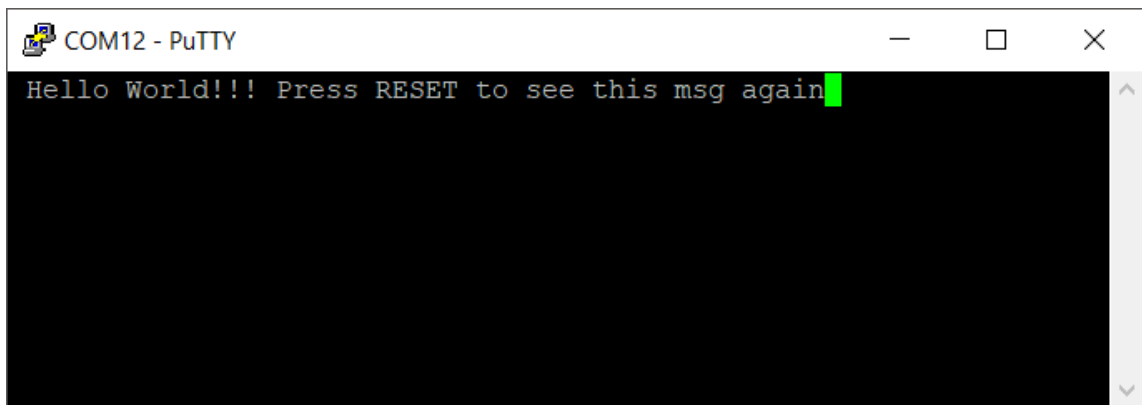 COM12 - PuTTY
Hello World!!! Press RESET to see this msg again